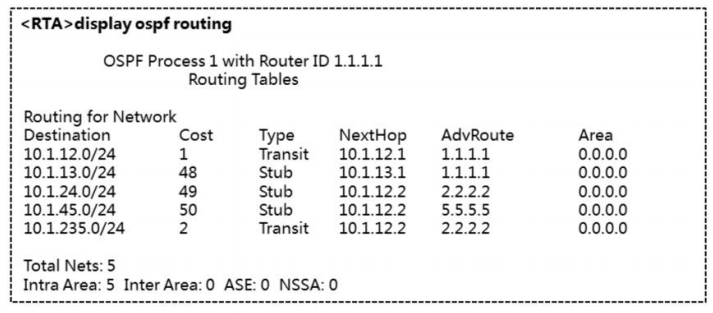 <RTA>display ospf routing
OSPF Process 1 with Router ID 1.1.1.1
Routing Tables
Routing for Network
Destination Cost Type NextHop AdvRoute Area
10.1.12.0/24 1 Transit 10.1.12.1 1.1.1.1 0.0.0.0
10.1.13.0/24 48 Stub 10.1.13.1 1.1.1.1 0.0.0.0
10.1.24.0/24 49 Stub 10.1.12.2 2.2.2.2 0.0.0.0
10.1.45.0/24 50 Stub 10.1.12.2 5.5.5.5 0.0.0.0
10.1.235.0/24 2 Transit 10.1.12.2 2.2.2.2 0.0.0.0
Total Nets: 5
Intra Area: 5 Inter Area: 0 ASE: 0 NSSA: 0